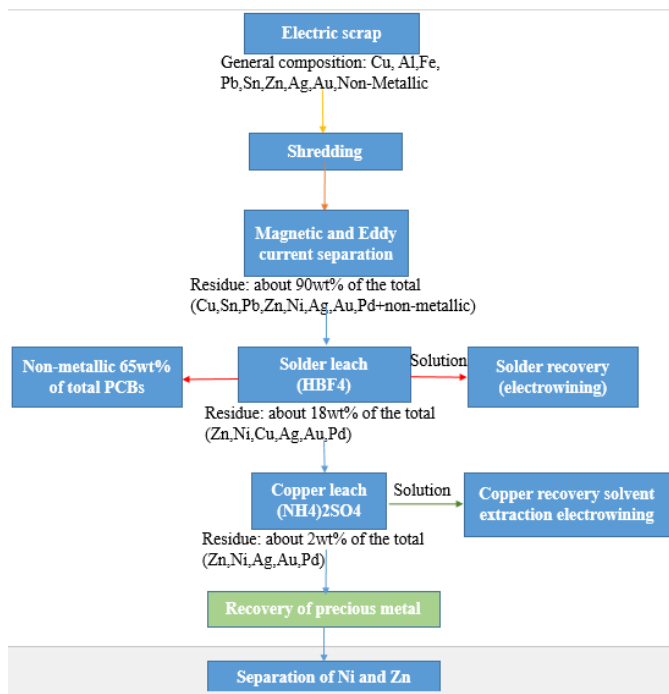 Electric scrap
General composition: Cu, Al,Fe,
Pb,Sn,Zn,Ag,Au,Non-Metallic
Shredding
Magnetic and Eddy
current separation
Residue: about 90wt% of the total
(Cu,Sn,Pb,Zn,Ni,Ag,Au,Pd+non-metallic)
Non-metallic 65wt%
of total PCBs
Solder leach
(HBF4)
Solution
Solder recovery
(electrowining)
Residue: about 18wt% of the total
(Zn,Ni,Cu,Ag,Au,Pd)
Copper leach
(NH4)2SO4
Solution
Copper recovery solvent
extraction electrowining
Residue: about 2wt% of the total
(Zn,Ni,Ag,Au,Pd)
Recovery of precious metal
Separation of Ni and Zn